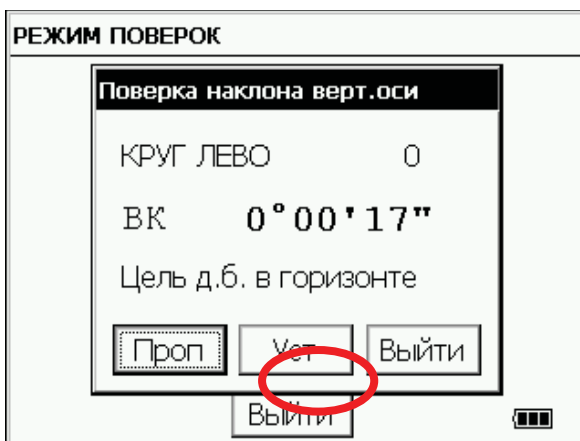 РЕЖИМ ПОВЕРОК
Поверка наклона верт.оси
КРУГ ЛЕВО 0
ВК 0°00'17"
Цель д.б. в горизонте
Проп Уст Выйти
Выйти